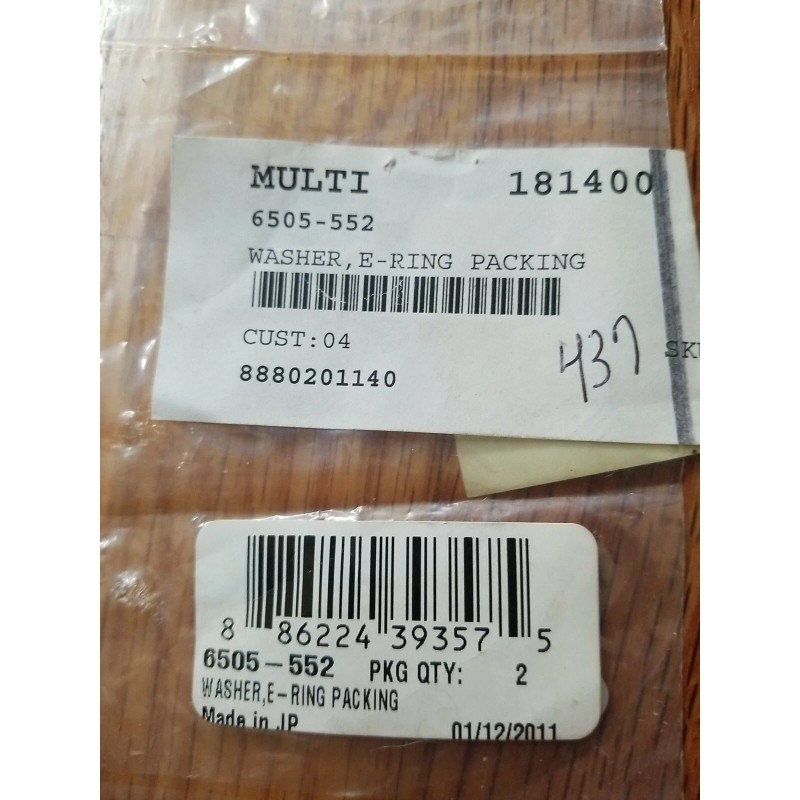 MULTI 181400
6505-552
WASHER,E-RING PACKING
CUST:04
437
SK
8880201140
8 86224 39357 5
6505-552 PKG QTY: 2
WASHER,E-RING PACKING
Made in JP 01/12/2011